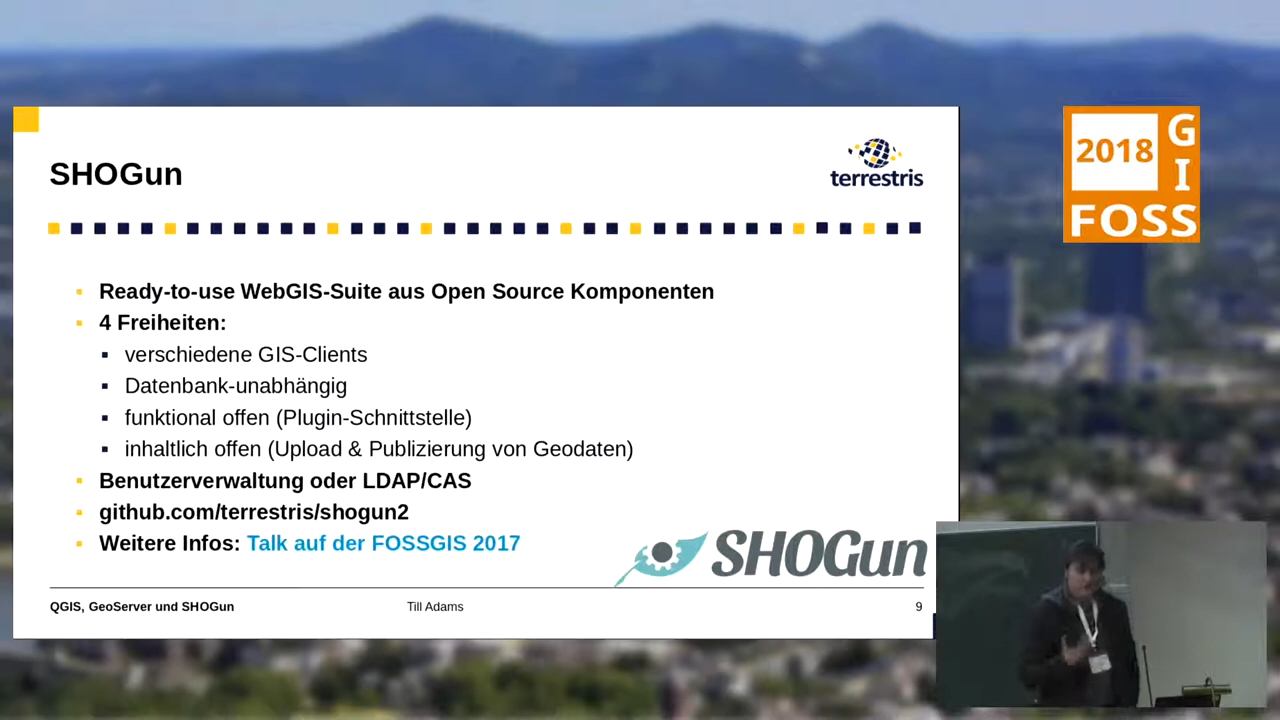 SHOGun
terrestris
Ready-to-use WebGIS-Suite aus Open Source Komponenten
4 Freiheiten:
verschiedene GIS-Clients
Datenbank-unabhängig
funktional offen (Plugin-Schnittstelle)
inhaltlich offen (Upload & Publizierung von Geodaten)
Benutzerverwaltung oder LDAP/CAS
github.com/terrestris/shogun2
Weitere Infos: Talk auf der FOSSGIS 2017
SHOGun
QGIS, GeoServer und SHOGun
Till Adams
9
2018
GI
FOSS